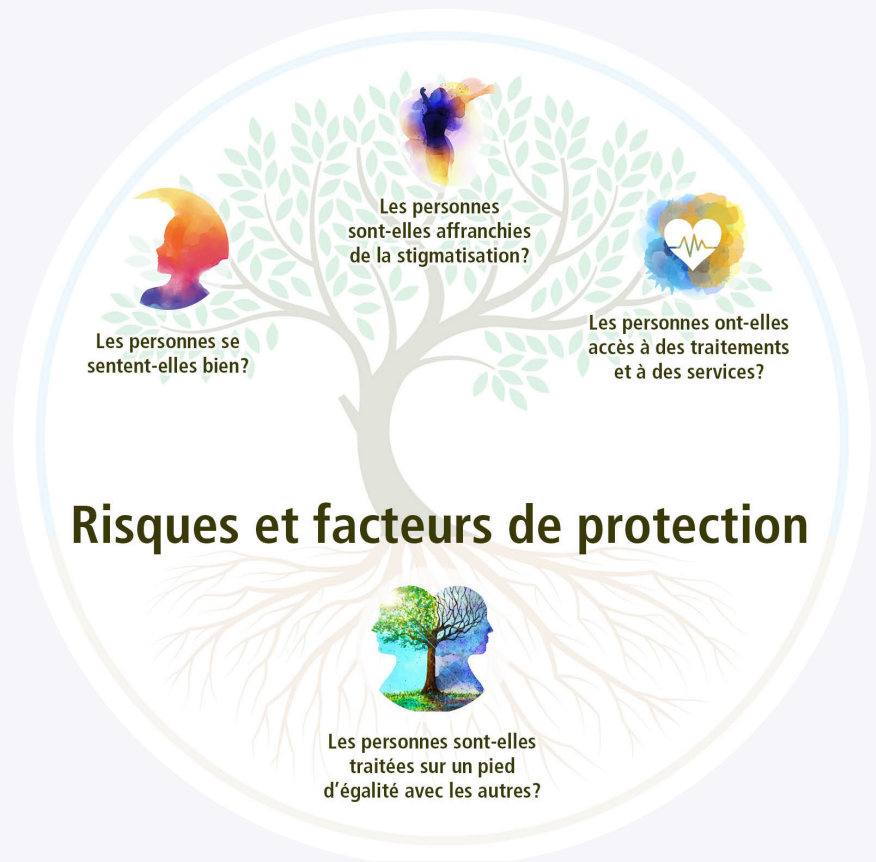 Les personnes
sont-elles affranchies
de la stigmatisation?
Les personnes se
sentent-elles bien?
Les personnes ont-elles
accès à des traitements
et à des services?
Risques et facteurs de protection
Les personnes sont-elles
traitées sur un pied
d’égalité avec les autres?